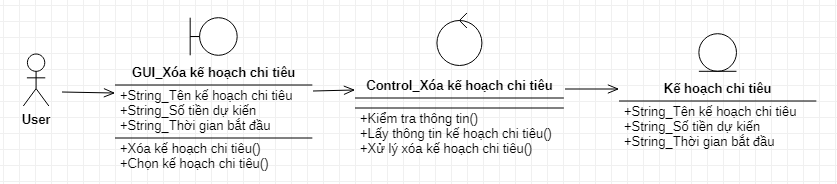 User
GUI_Xóa kế hoạch chi tiêu
+String_Tên kế hoạch chi tiêu
+String_Số tiền dự kiến
+String_Thời gian bắt đầu
+Xóa kế hoạch chi tiêu()
+Chọn kế hoạch chi tiêu()
Control_Xóa kế hoạch chi tiêu
+Kiểm tra thông tin()
+Lấy thông tin kế hoạch chi tiêu()
+Xử lý xóa kế hoạch chi tiêu()
Kế hoạch chi tiêu
+String_Tên kế hoạch chi tiêu
+String_Số tiền dự kiến
+String_Thời gian bắt đầu